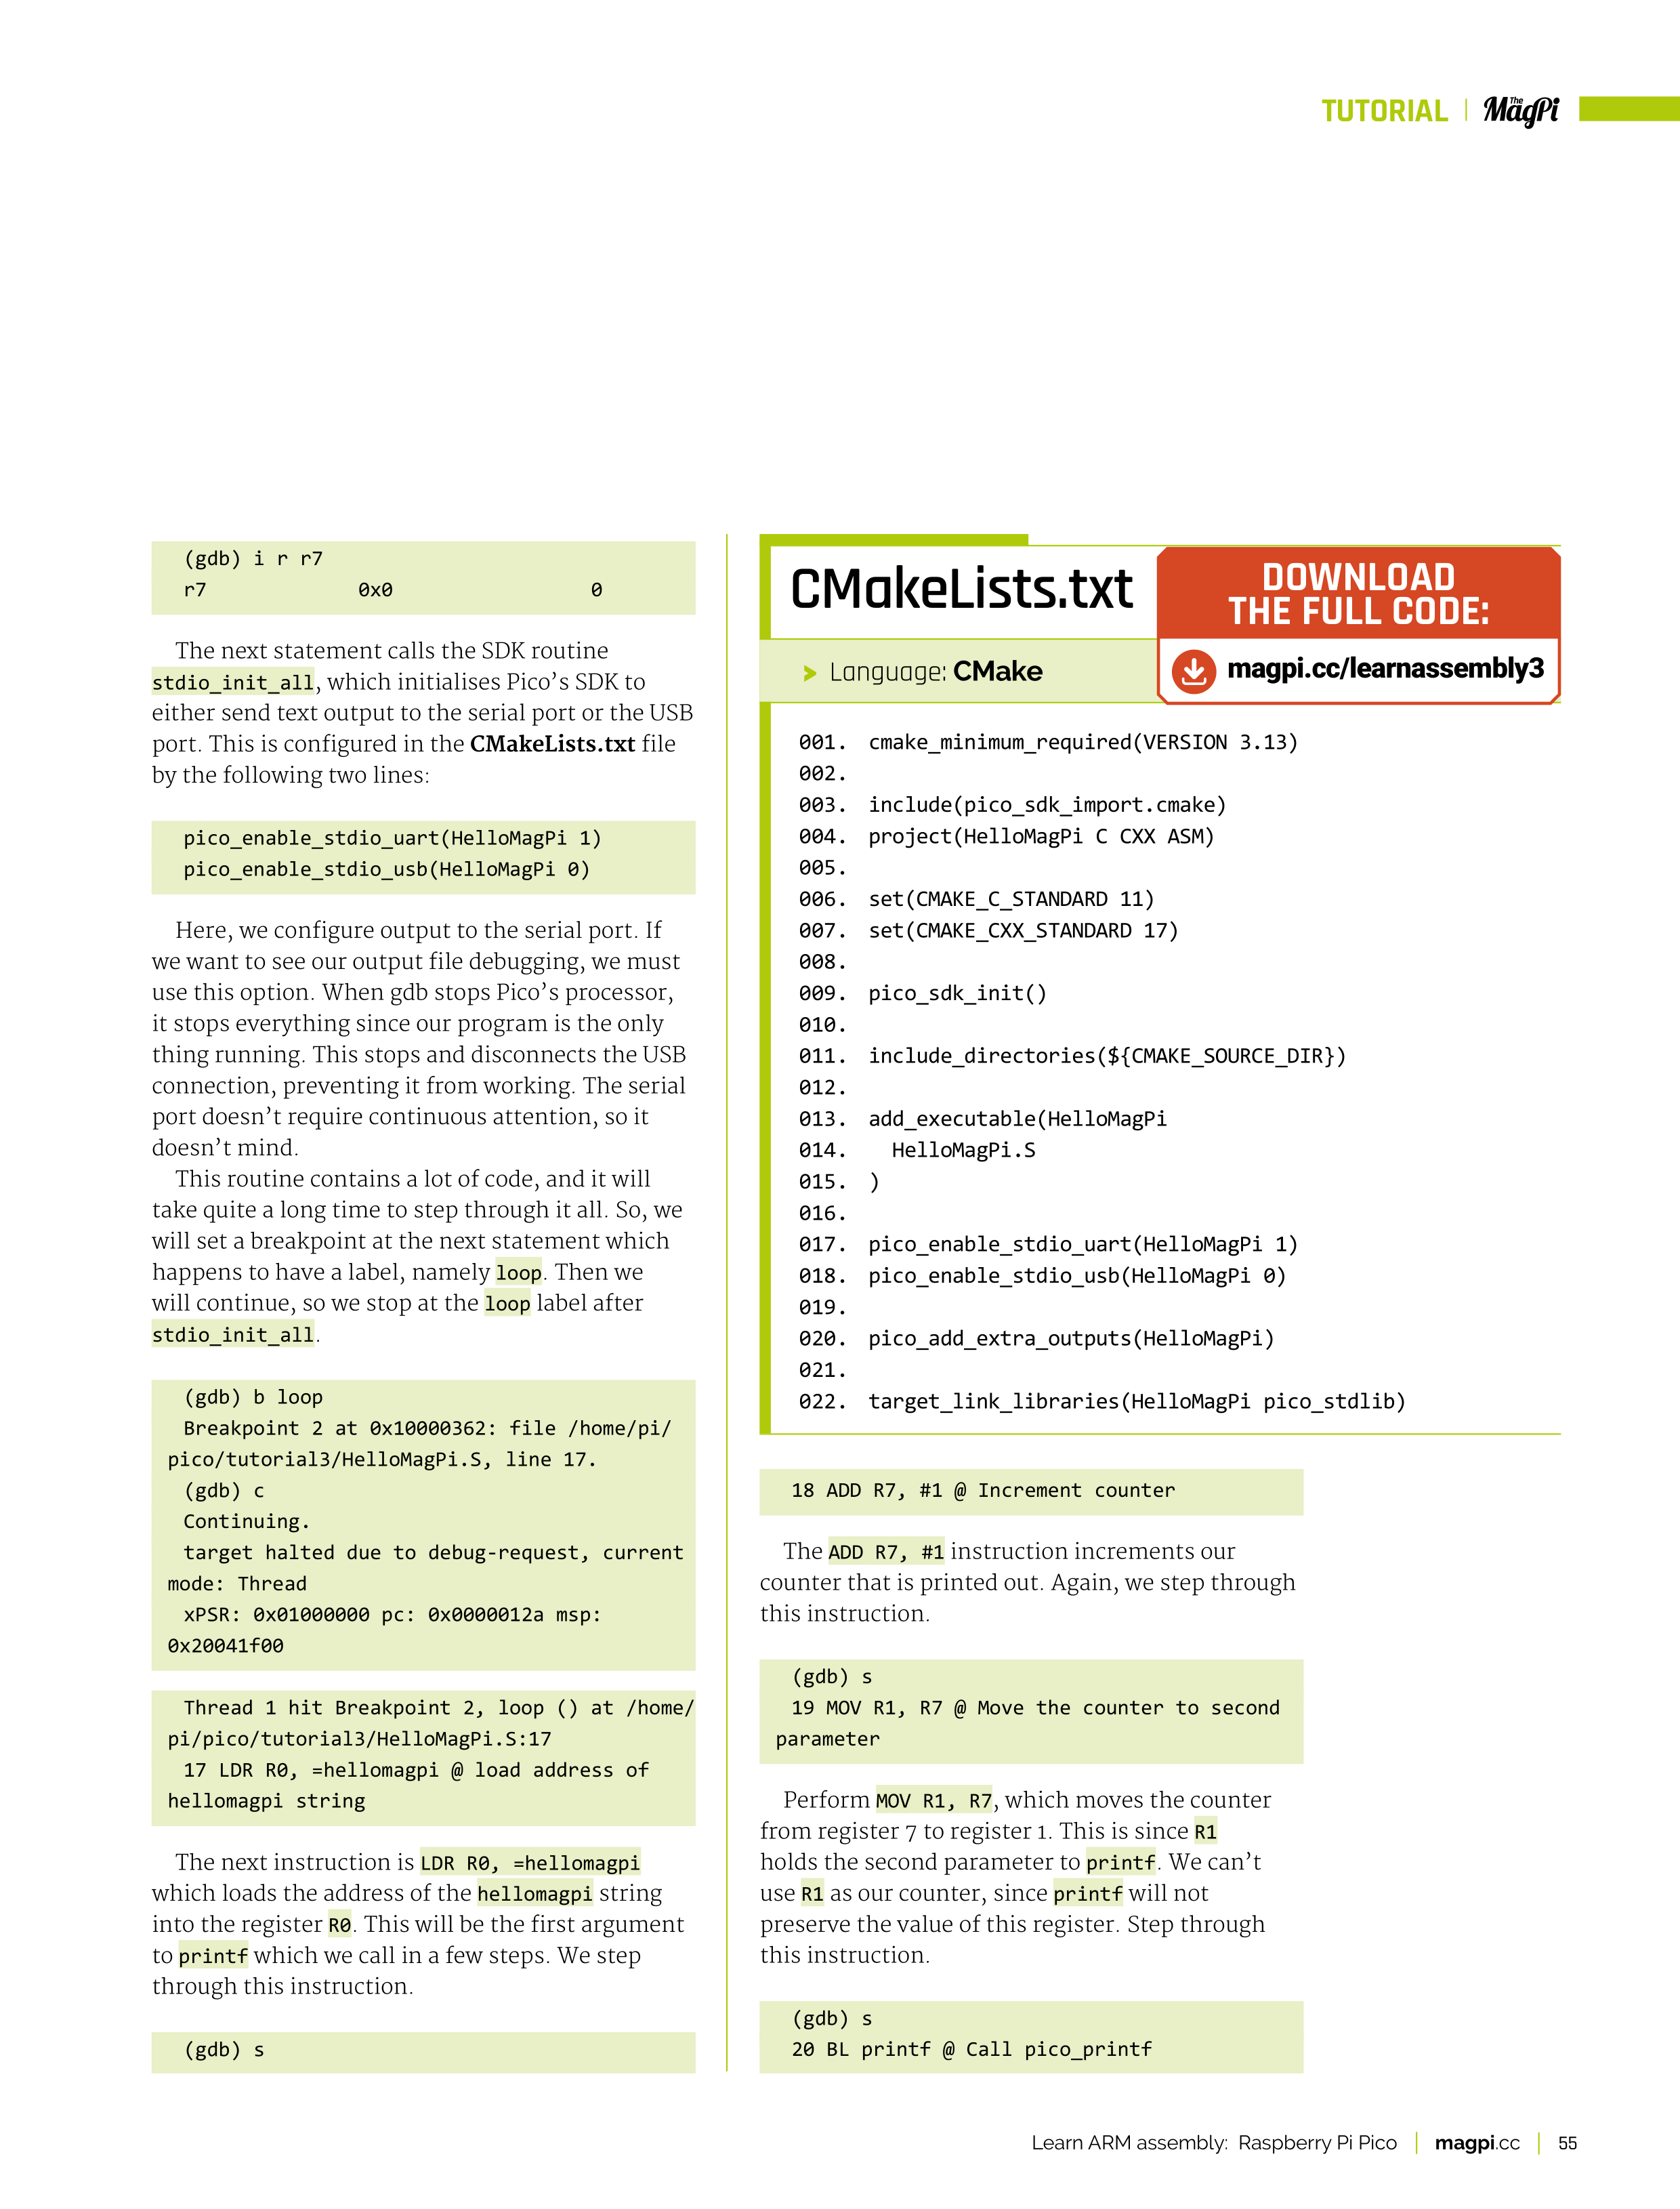 TUTORIAL
The MagPi
(gdb) i r r7
r7 0x0 0
The next statement calls the SDK routine
stdio_init_all, which initialises Pico’s SDK to
either send text output to the serial port or the USB
port. This is configured in the CMakeLists.txt file
by the following two lines:
pico_enable_stdio_uart(HelloMagPi 1)
pico_enable_stdio_usb(HelloMagPi 0)
Here, we configure output to the serial port. If
we want to see our output file debugging, we must
use this option. When gdb stops Pico’s processor,
it stops everything since our program is the only
thing running. This stops and disconnects the USB
connection, preventing it from working. The serial
port doesn’t require continuous attention, so it
doesn’t mind.
This routine contains a lot of code, and it will
take quite a long time to step through it all. So, we
will set a breakpoint at the next statement which
happens to have a label, namely loop. Then we
will continue, so we stop at the loop label after
stdio_init_all.
(gdb) b loop
Breakpoint 2 at 0x10000362: file /home/pi/
pico/tutorial3/HelloMagPi.S, line 17.
(gdb) c
Continuing.
target halted due to debug-request, current
mode: Thread
xPSR: 0x01000000 pc: 0x0000012a msp:
0x20041f00
Thread 1 hit Breakpoint 2, loop () at /home/
pi/pico/tutorial3/HelloMagPi.S:17
17 LDR R0, =hellomagpi @ load address of
hellomagpi string
The next instruction is LDR R0, =hellomagpi
which loads the address of the hellomagpi string
into the register R0. This will be the first argument
to printf which we call in a few steps. We step
through this instruction.
(gdb) s
CMakeLists.txt
> Language: CMake
DOWNLOAD
THE FULL CODE:
magpi.cc/learnassembly3
001. cmake_minimum_required(VERSION 3.13)
002.
003. include(pico_sdk_import.cmake)
004. project(HelloMagPi C CXX ASM)
005.
006. set(CMAKE_C_STANDARD 11)
007. set(CMAKE_CXX_STANDARD 17)
008.
009. pico_sdk_init()
010.
011. include_directories(${CMAKE_SOURCE_DIR})
012.
013. add_executable(HelloMagPi
014. HelloMagPi.S
015. )
016.
017. pico_enable_stdio_uart(HelloMagPi 1)
018. pico_enable_stdio_usb(HelloMagPi 0)
019.
020. pico_add_extra_outputs(HelloMagPi)
021.
022. target_link_libraries(HelloMagPi pico_stdlib)
18 ADD R7, #1 @ Increment counter
The ADD R7, #1 instruction increments our
counter that is printed out. Again, we step through
this instruction.
(gdb) s
19 MOV R1, R7 @ Move the counter to second
parameter
Perform MOV R1, R7, which moves the counter
from register 7 to register 1. This is since R1
holds the second parameter to printf. We can’t
use R1 as our counter, since printf will not
preserve the value of this register. Step through
this instruction.
(gdb) s
20 BL printf @ Call pico_printf
Learn ARM assembly: Raspberry Pi Pico
magpi.cc
55